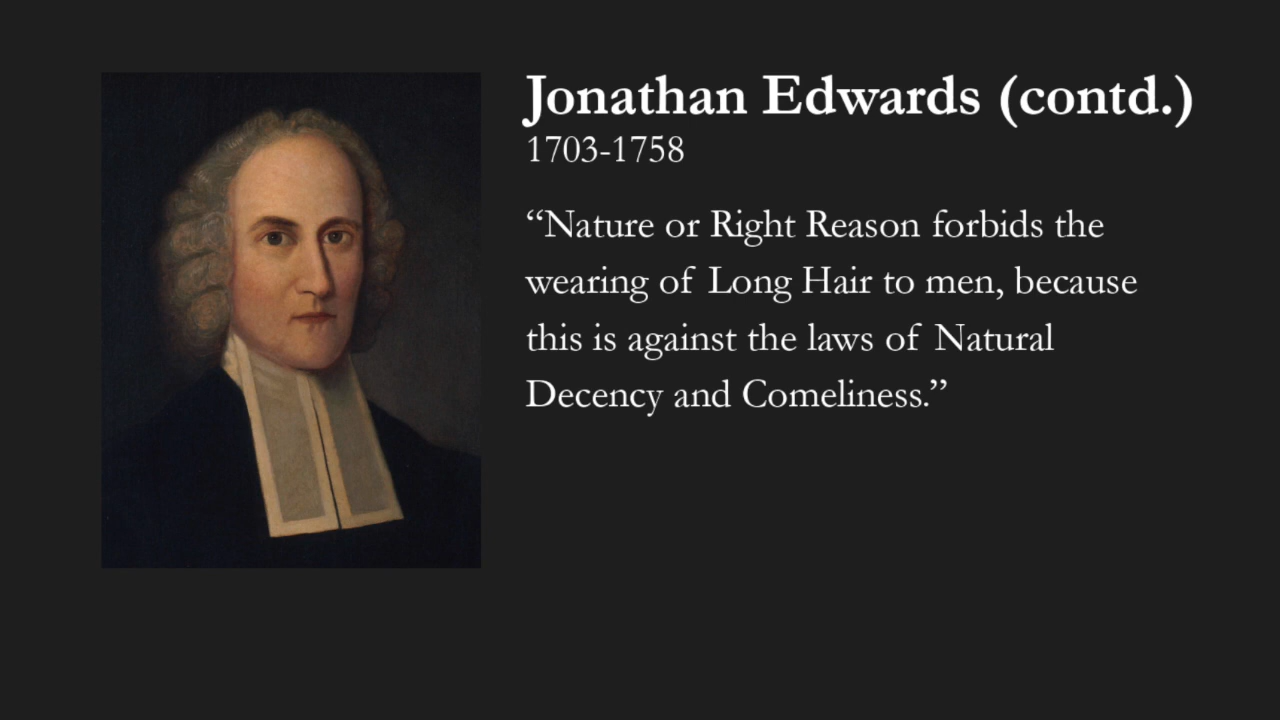 Jonathan Edwards (contd.)
1703-1758
“Nature or Right Reason forbids the
wearing of Long Hair to men, because
this is against the laws of Natural
Decency and Comeliness.”